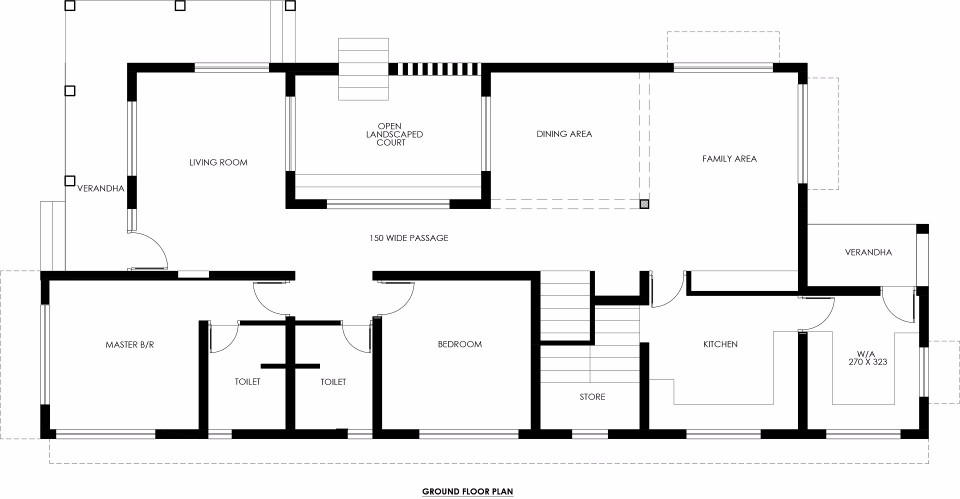 OPEN
LANDSCAPED
COURT
DINING AREA
FAMILY AREA
LIVING ROOM
VERANDHA
150 WIDE PASSAGE
VERANDHA
MASTER B/R
BEDROOM
KITCHEN
W/A
270 X 323
TOILET
TOILET
STORE
GROUND FLOOR PLAN